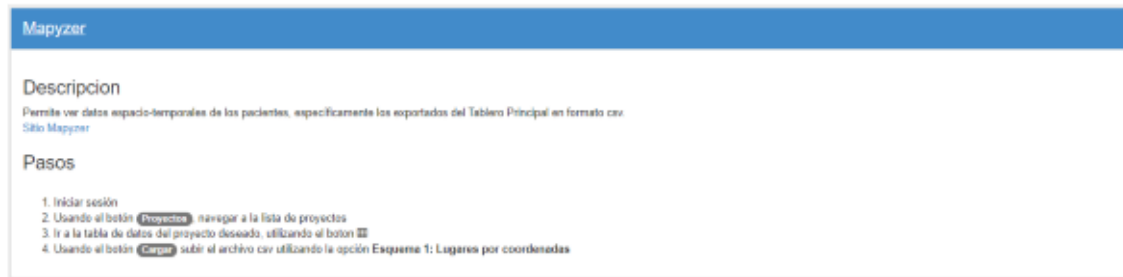 Mapyzer
Descripcion
Permite ver datos espacio-temporales de los pacientes, especificamente los exportados del Tablero Principal en formato csv.
Sitio Mapyzer
Pasos
1. Iniciar sesión
2. Usando el botón Proyectos, navegar a la lista de proyectos
3. Ir a la tabla de datos del proyecto deseado, utilizando el boton
4. Usando el botón Cargar subir el archivo csv utilizando la opción Esquema 1: Lugares por coordenadas